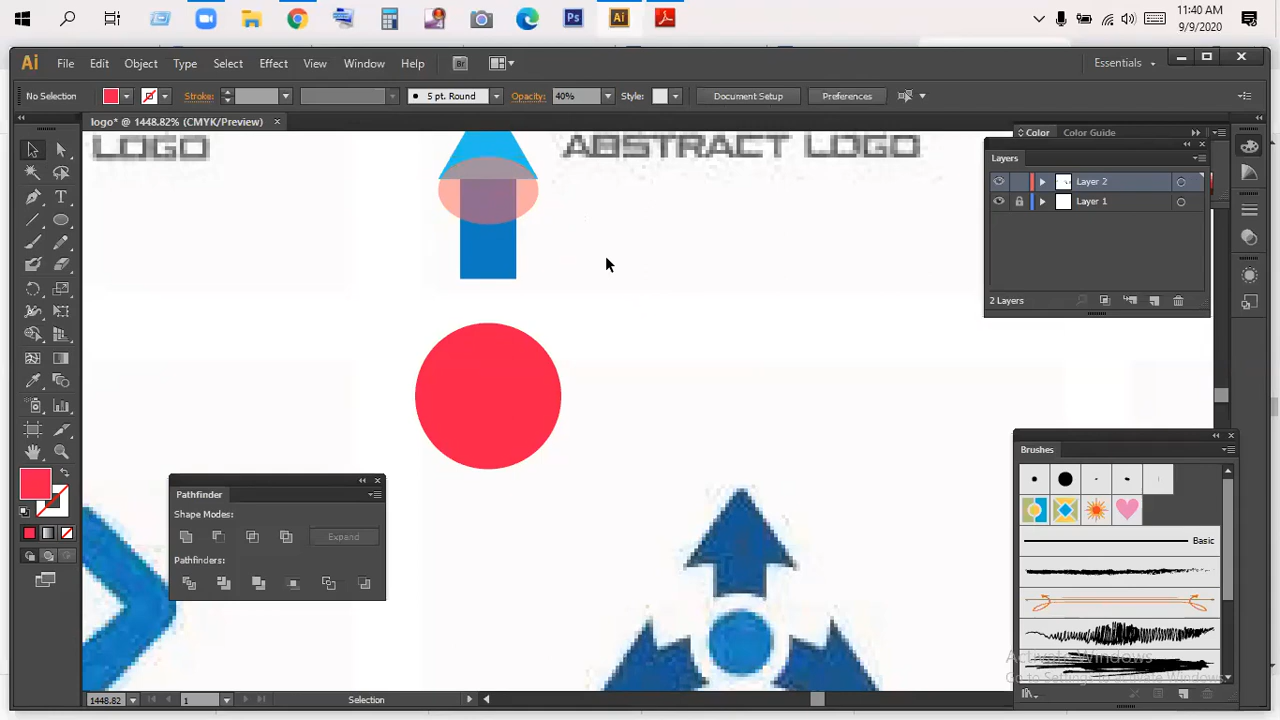 11:40 AM
9/9/2020
Ai File Edit Object Type Select Effect View Window Help Br Essentials
No Selection Stroke: 5 pt. Round Opacity: 40% Style: Document Setup Preferences
logo* @ 1448.82% (CMYK/Preview)
Color Color Guide
LOGO ABSTRACT LOGO
Layers
Layer 2
Layer 1
2 Layers
Brushes
Basic
Pathfinder
Shape Modes:
Expand
Pathfinders:
Activate Windows
Go to Settings to activate Windows.
1448.82 1 Selection
Ps
Ai